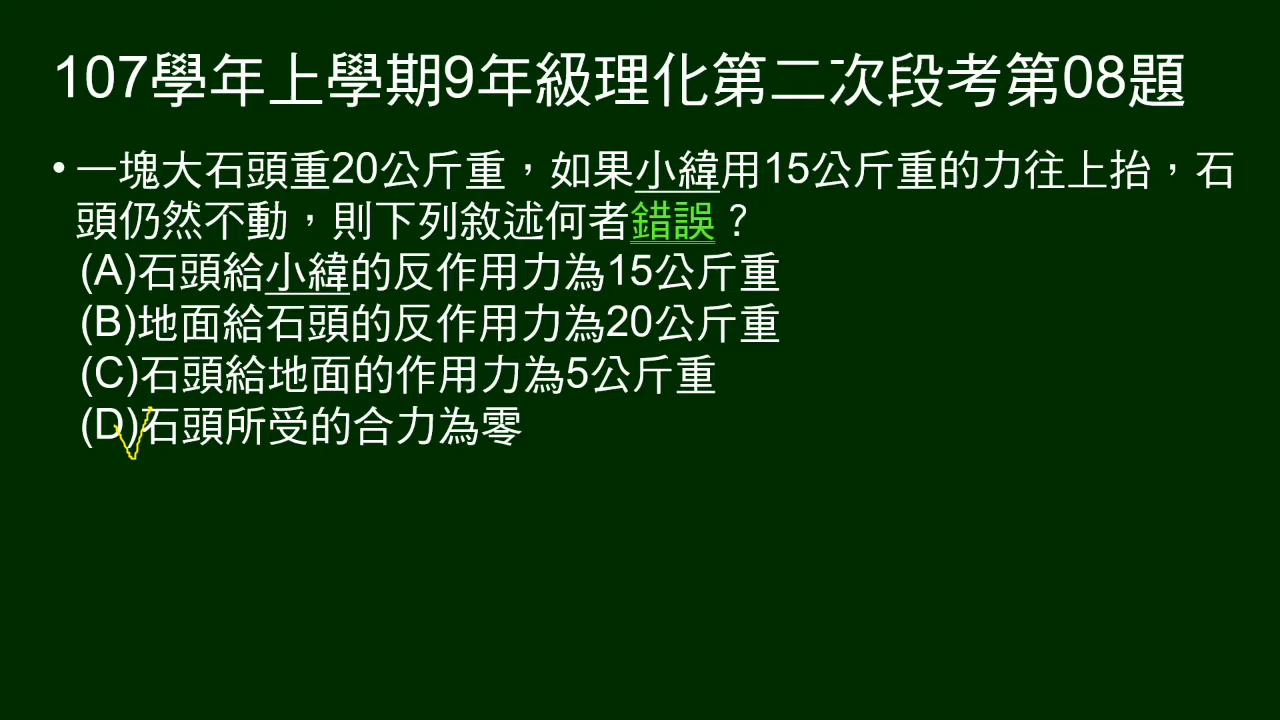 107學年上學期9年級理化第二次段考第08題
• 一塊大石頭重20公斤重，如果小緯用15公斤重的力往上抬，石
頭仍然不動，則下列敘述何者錯誤？
(A)石頭給小緯的反作用力為15公斤重
(B)地面給石頭的反作用力為20公斤重
(C)石頭給地面的作用力為5公斤重
(D)石頭所受的合力為零